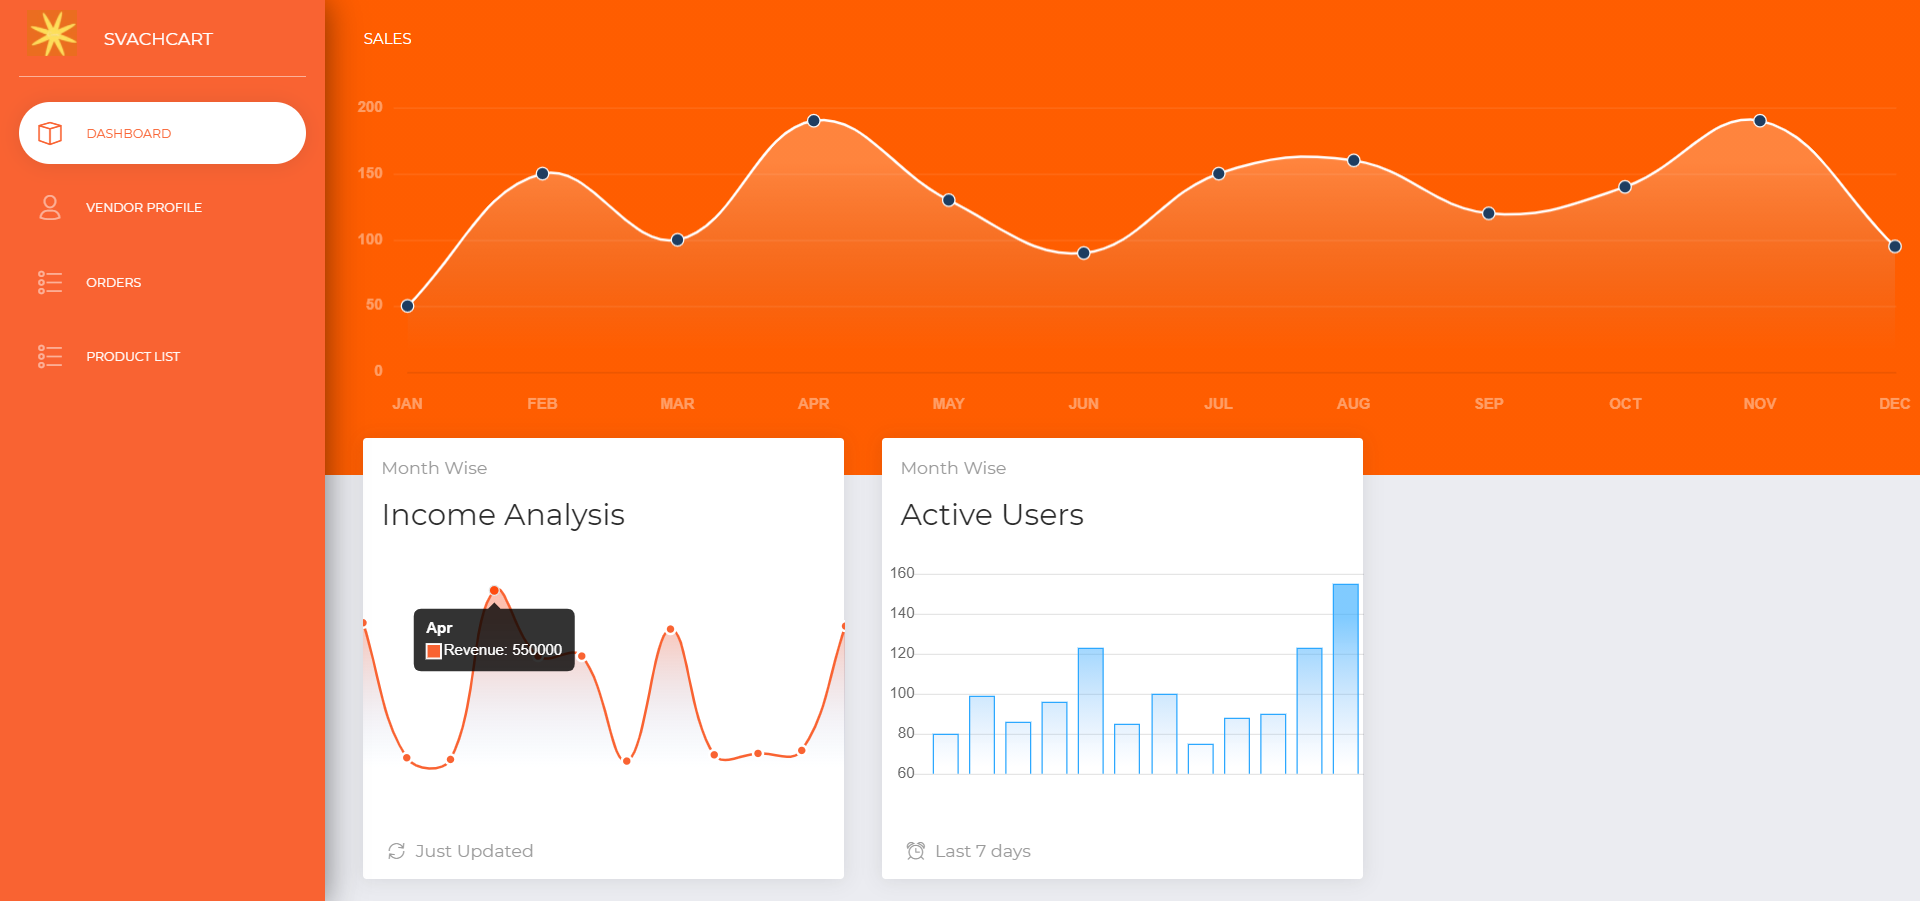 SVACHCART
DASHBOARD
VENDOR PROFILE
ORDERS
PRODUCT LIST
SALES
200
150
100
50
0
JAN FEB MAR APR MAY JUN JUL AUG SEP OCT NOV DEC
Month Wise
Income Analysis
Apr
Revenue: 550000
Just Updated
Month Wise
Active Users
160
140
120
100
80
60
Last 7 days